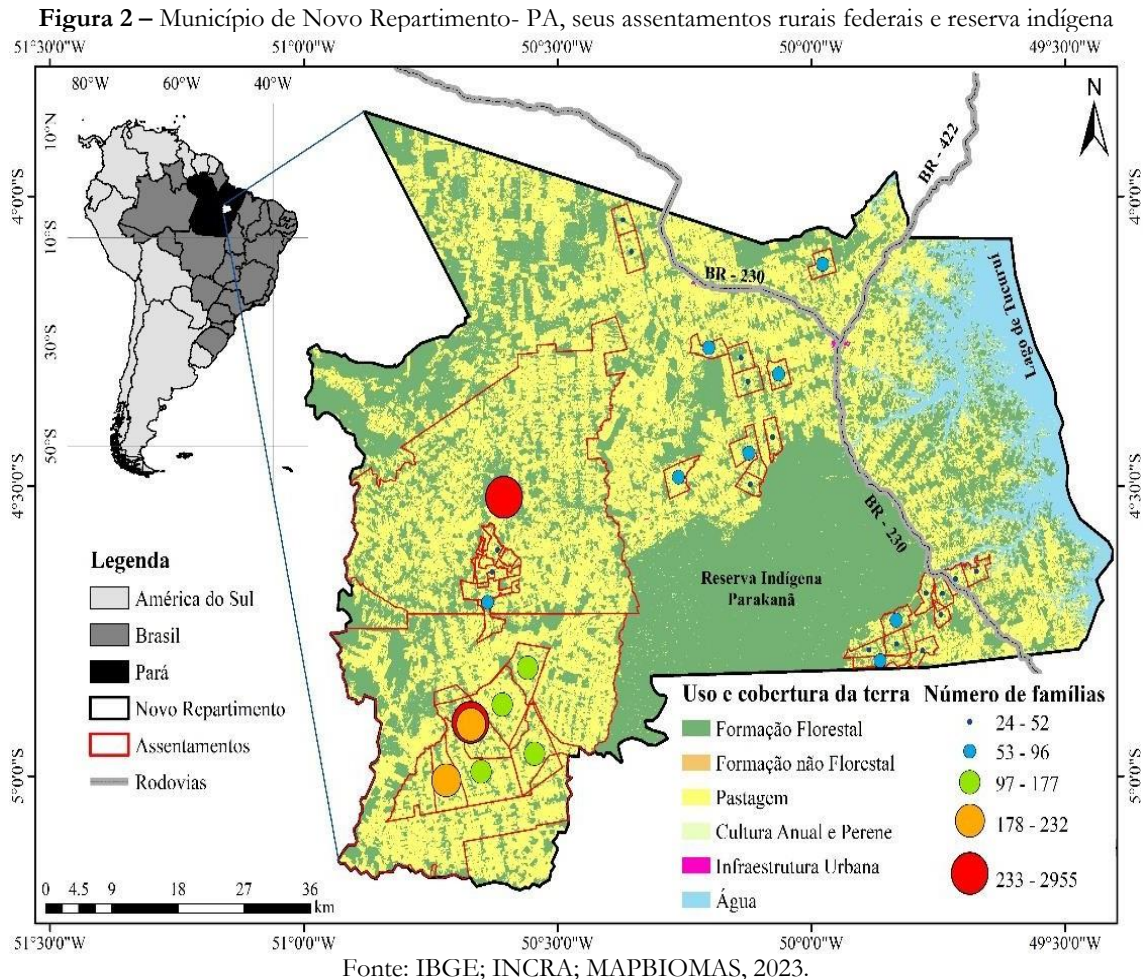 Figura 2 – Município de Novo Repartimento- PA, seus assentamentos rurais federais e reserva indígena
51°30'0"W 51°00'0"W 50°30'0"W 50°00'0"W 49°30'0"W
80°W 60°W 40°W
N
10°N
10°S
30°S
50°S
4°0'0"S
4°30'0"S
5°0'0"S
4°0'0"S
4°30'0"S
5°0'0"S
BR - 422
BR - 230
Lago de Tucuruí
BR - 230
Reserva Indígena
Parakanã
Legenda
América do Sul
Brasil
Pará
Novo Repartimento
Assentamentos
Rodovias
Uso e cobertura da terra
Formação Florestal
Formação não Florestal
Pastagem
Cultura Anual e Perene
Infraestrutura Urbana
Água
Número de famílias
24 - 52
53 - 96
97 - 177
178 - 232
233 - 2955
0 4.5 9 18 27 36
km
51°30'0"W 51°00'0"W 50°30'0"W 50°00'0"W 49°30'0"W
Fonte: IBGE; INCRA; MAPBIOMAS, 2023.